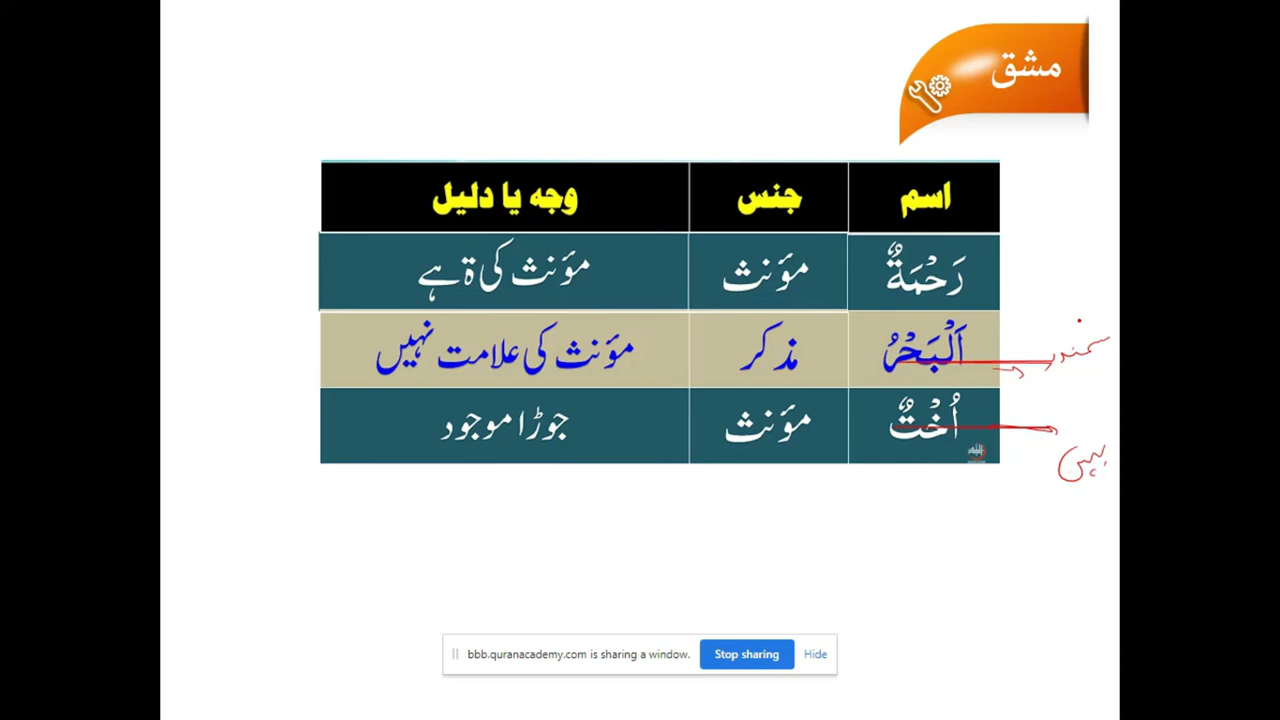 مشق
اسم جنس وجہ یا دلیل
رَحْمَةٌ مؤنث مؤنث کی ۃ ہے
اَلْبَحْرُ مذکر مؤنث کی علامت نہیں
سمندر
اُخْتٌ مؤنث جوڑا موجود
بہن
bbb.quranacademy.com is sharing a window. Stop sharing Hide